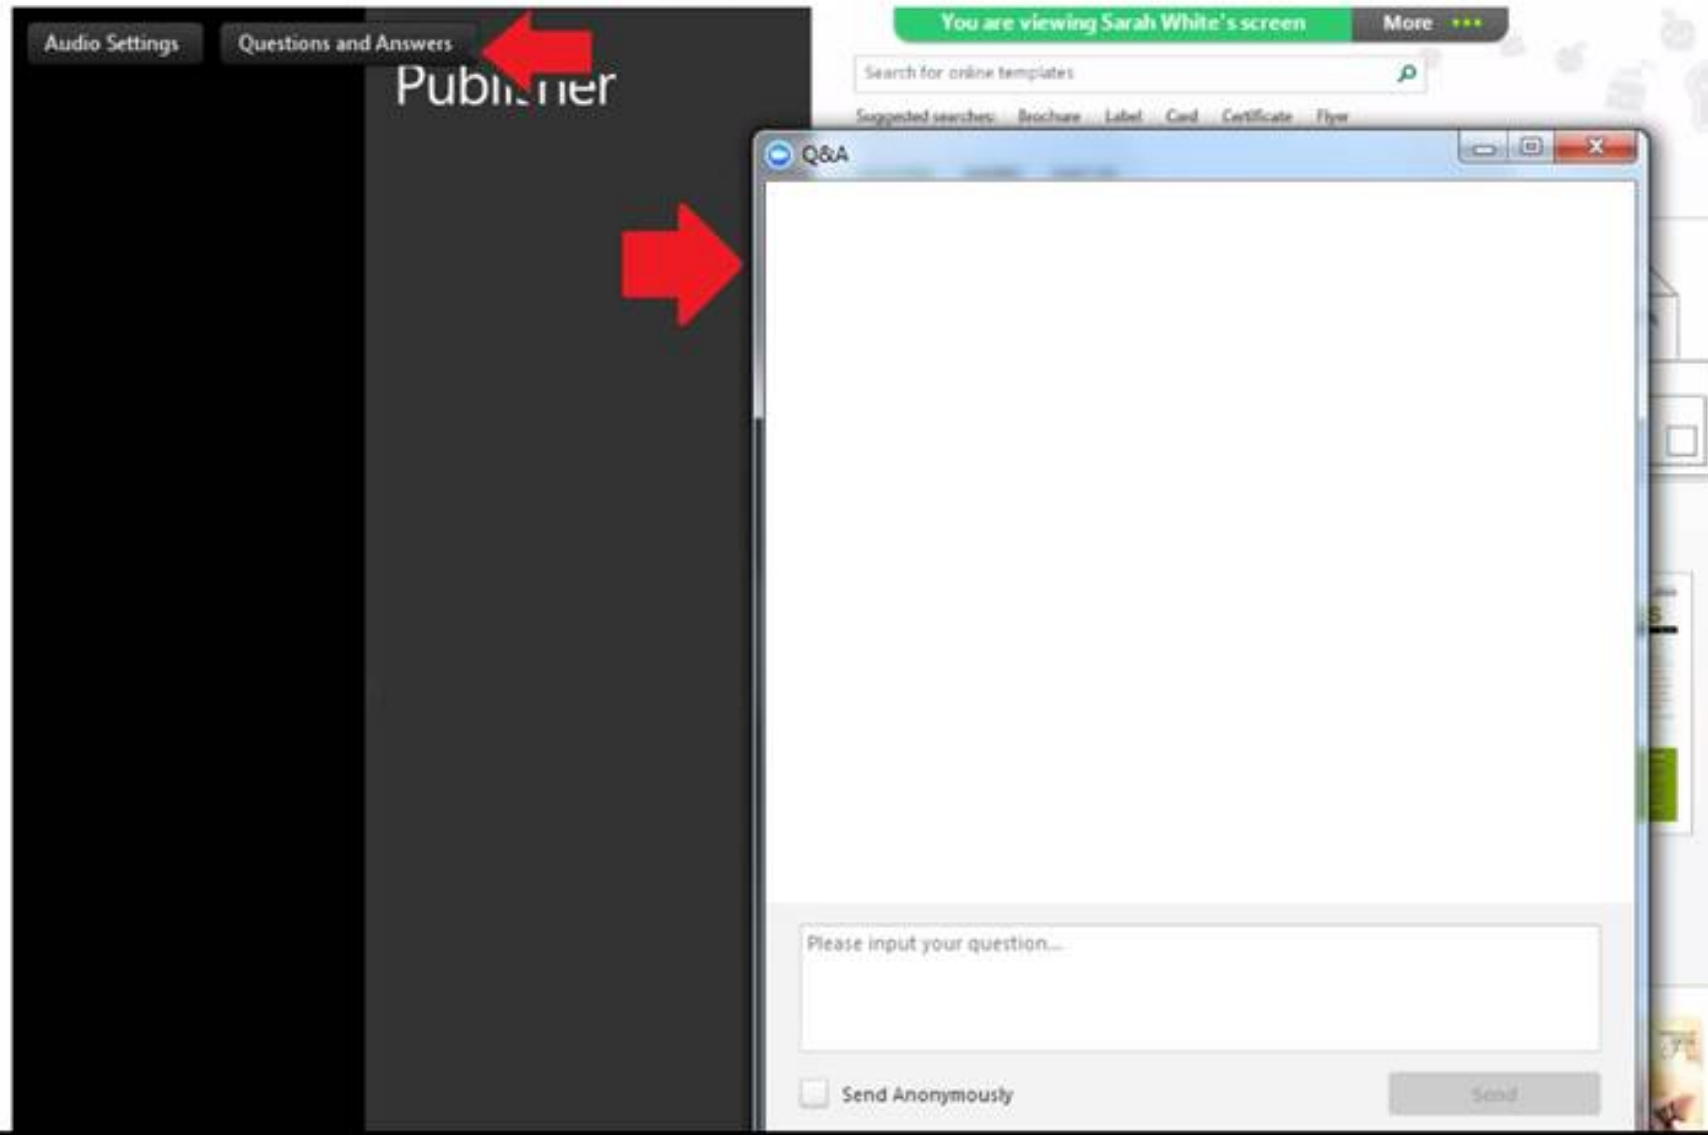 Audio Settings
Questions and Answers
Publisher
You are viewing Sarah White's screen
More
Search for online templates
Suggested searches: Brochure Label Card Certificate Flyer
Q&A
Please input your question...
Send Anonymously
Send